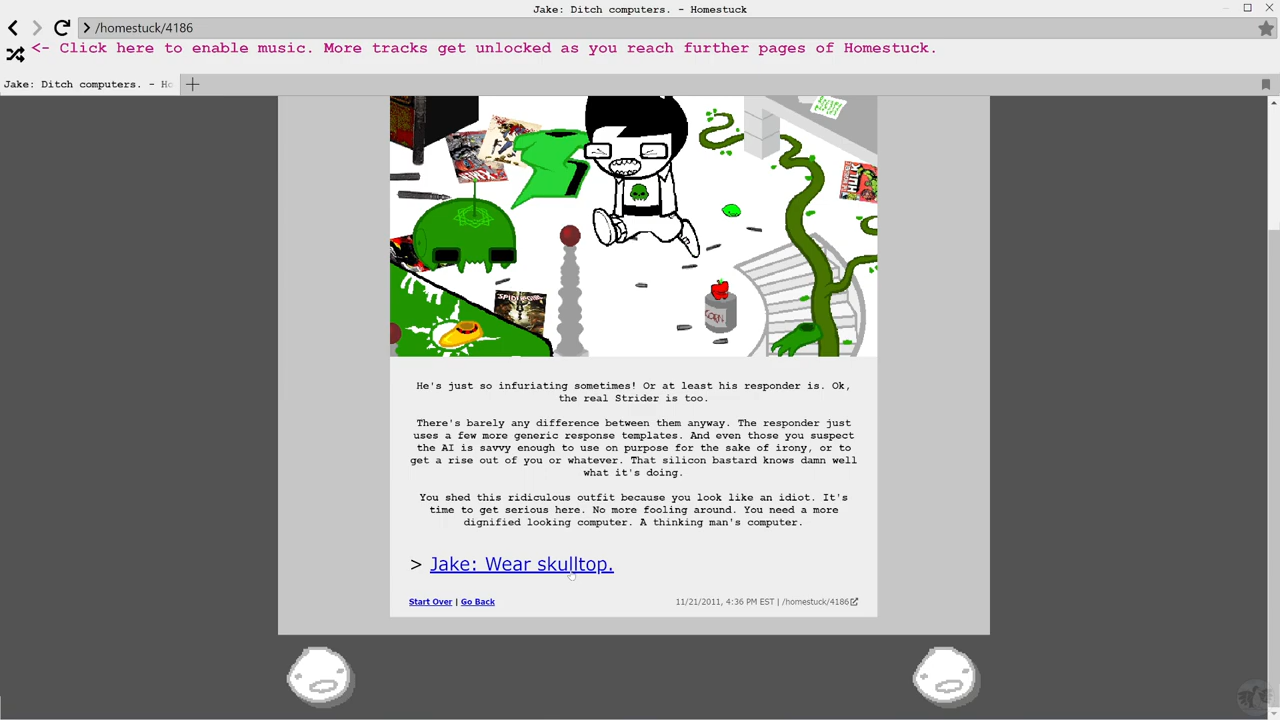 Jake: Ditch computers. - Homestuck
/homestuck/4186
<- Click here to enable music. More tracks get unlocked as you reach further pages of Homestuck.
Jake: Ditch computers. - Ho
CORN
He's just so infuriating sometimes! Or at least his responder is. Ok,
the real Strider is too.
There's barely any difference between them anyway. The responder just
uses a few more generic response templates. And even those you suspect
the AI is savvy enough to use on purpose for the sake of irony, or to
get a rise out of you or whatever. That silicon bastard knows damn well
what it's doing.
You shed this ridiculous outfit because you look like an idiot. It's
time to get serious here. No more fooling around. You need a more
dignified looking computer. A thinking man's computer.
> Jake: Wear skulltop.
Start Over | Go Back
11/21/2011, 4:36 PM EST | /homestuck/4186